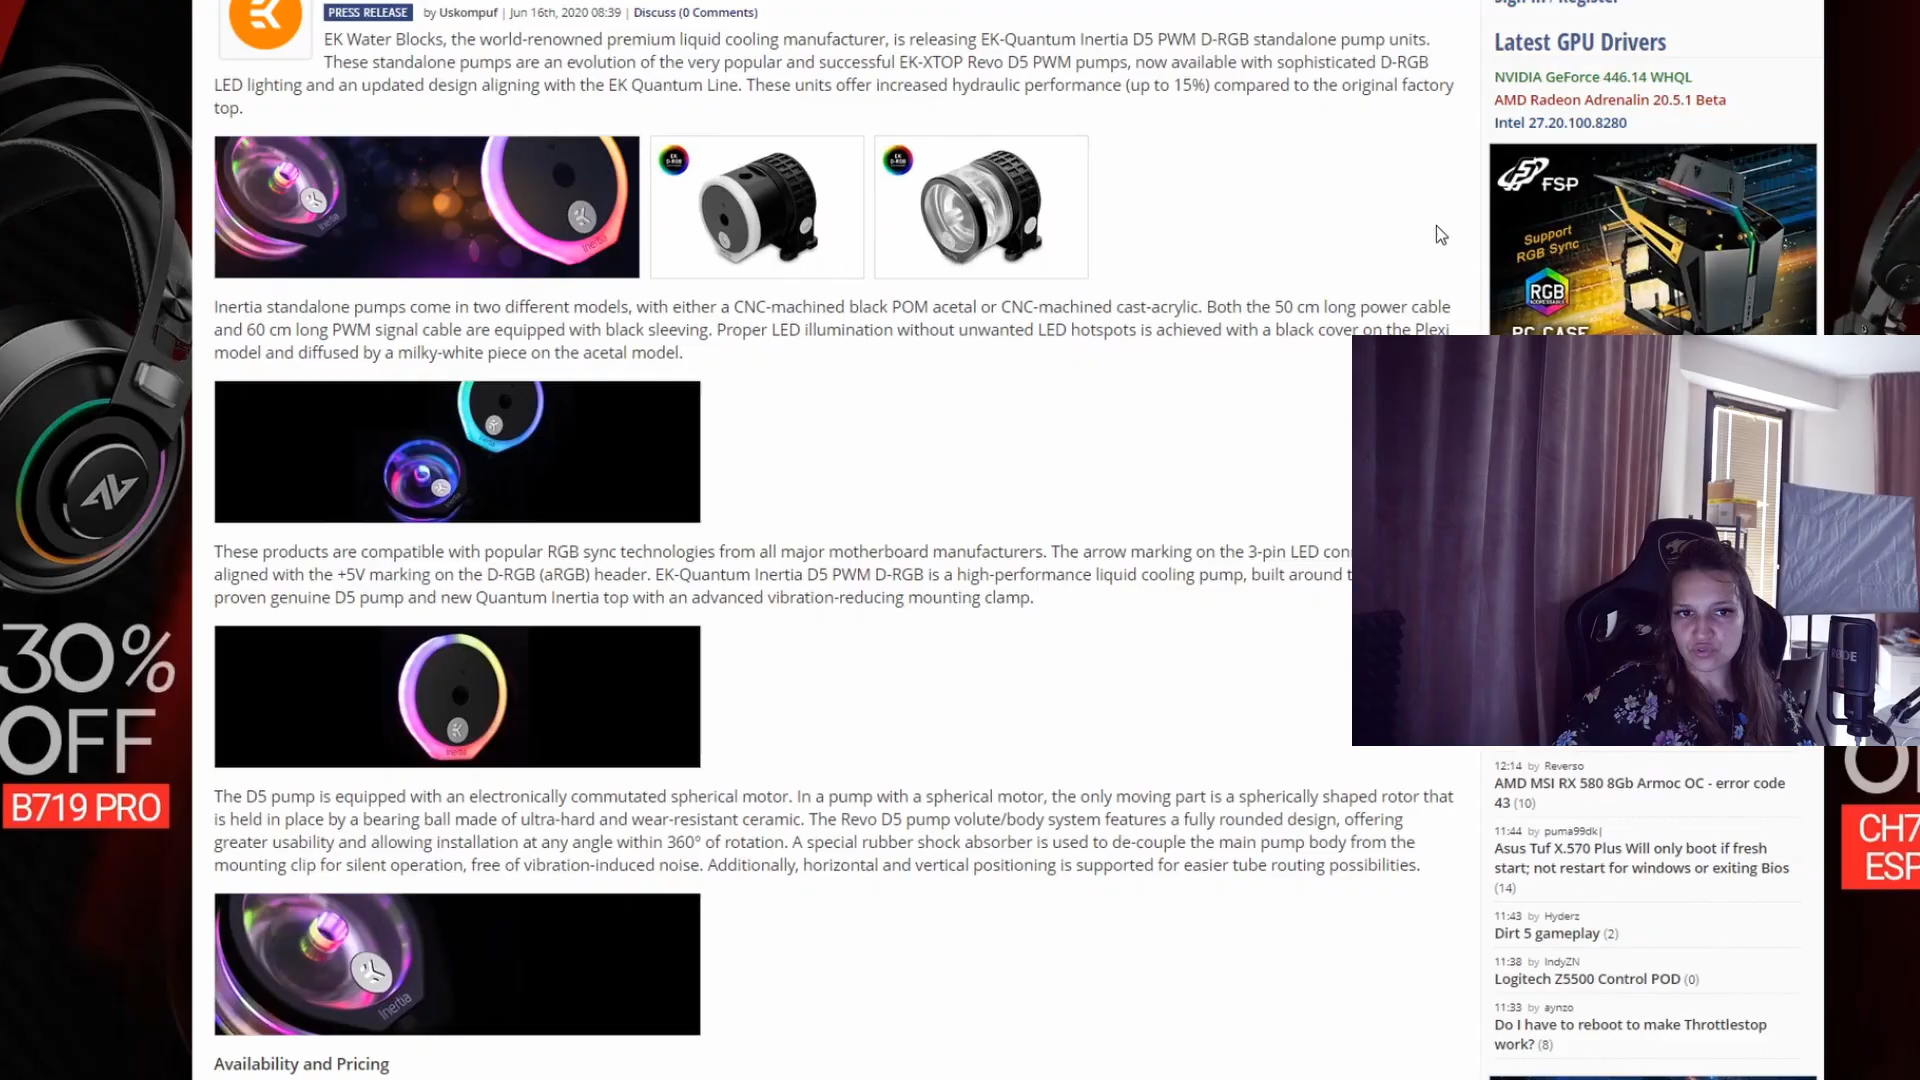 Sign in / Register
PRESS RELEASE by Uskompuf | Jun 16th, 2020 08:39 | Discuss (0 Comments)
EK Water Blocks, the world-renowned premium liquid cooling manufacturer, is releasing EK-Quantum Inertia D5 PWM D-RGB standalone pump units.
These standalone pumps are an evolution of the very popular and successful EK-XTOP Revo D5 PWM pumps, now available with sophisticated D-RGB
LED lighting and an updated design aligning with the EK Quantum Line. These units offer increased hydraulic performance (up to 15%) compared to the original factory
top.
EK
D-RGB
EK
D-RGB
Inertia
Inertia
Inertia standalone pumps come in two different models, with either a CNC-machined black POM acetal or CNC-machined cast-acrylic. Both the 50 cm long power cable
and 60 cm long PWM signal cable are equipped with black sleeving. Proper LED illumination without unwanted LED hotspots is achieved with a black cover on the Plexi
model and diffused by a milky-white piece on the acetal model.
Inertia
These products are compatible with popular RGB sync technologies from all major motherboard manufacturers. The arrow marking on the 3-pin LED
aligned with the +5V marking on the D-RGB (aRGB) header. EK-Quantum Inertia D5 PWM D-RGB is a high-performance liquid cooling pump, built around
proven genuine D5 pump and new Quantum Inertia top with an advanced vibration-reducing mounting clamp.
Inertia
The D5 pump is equipped with an electronically commutated spherical motor. In a pump with a spherical motor, the only moving part is a spherically shaped rotor that
is held in place by a bearing ball made of ultra-hard and wear-resistant ceramic. The Revo D5 pump volute/body system features a fully rounded design, offering
greater usability and allowing installation at any angle within 360° of rotation. A special rubber shock absorber is used to de-couple the main pump body from the
mounting clip for silent operation, free of vibration-induced noise. Additionally, horizontal and vertical positioning is supported for easier tube routing possibilities.
Inertia
Availability and Pricing
Latest GPU Drivers
NVIDIA GeForce 446.14 WHQL
AMD Radeon Adrenalin 20.5.1 Beta
Intel 27.20.100.8280
FSP
Support
RGB Sync
RGB
PC CASE
RØDE
12:14 by Reverso
AMD MSI RX 580 8Gb Armoc OC - error code
43 (10)
11:44 by puma99dk|
Asus Tuf X.570 Plus Will only boot if fresh
start; not restart for windows or exiting Bios
(14)
11:43 by Hyderz
Dirt 5 gameplay (2)
11:38 by IndyZN
Logitech Z5500 Control POD (0)
11:33 by aynzo
Do I have to reboot to make Throttlestop
work? (8)
30%
OFF
B719 PRO
CH7
ESP